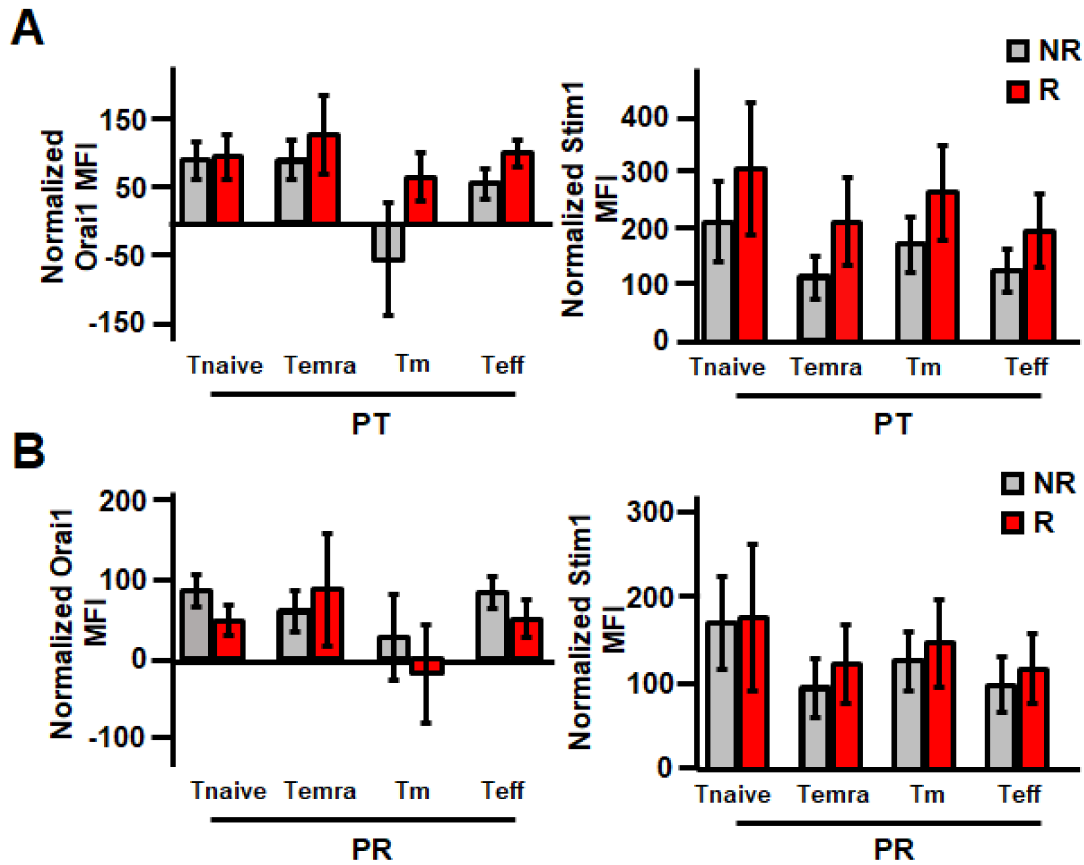 A
NR
R
Normalized
Orai1 MFI
150
50
-50
-150
Tnaive Temra Tm Teff
PT
Normalized Stim1
MFI
400
300
200
100
0
Tnaive Temra Tm Teff
PT
B
NR
R
Normalized Orai1
MFI
200
100
0
-100
Tnaive Temra Tm Teff
PR
Normalized Stim1
MFI
300
200
100
0
Tnaive Temra Tm Teff
PR